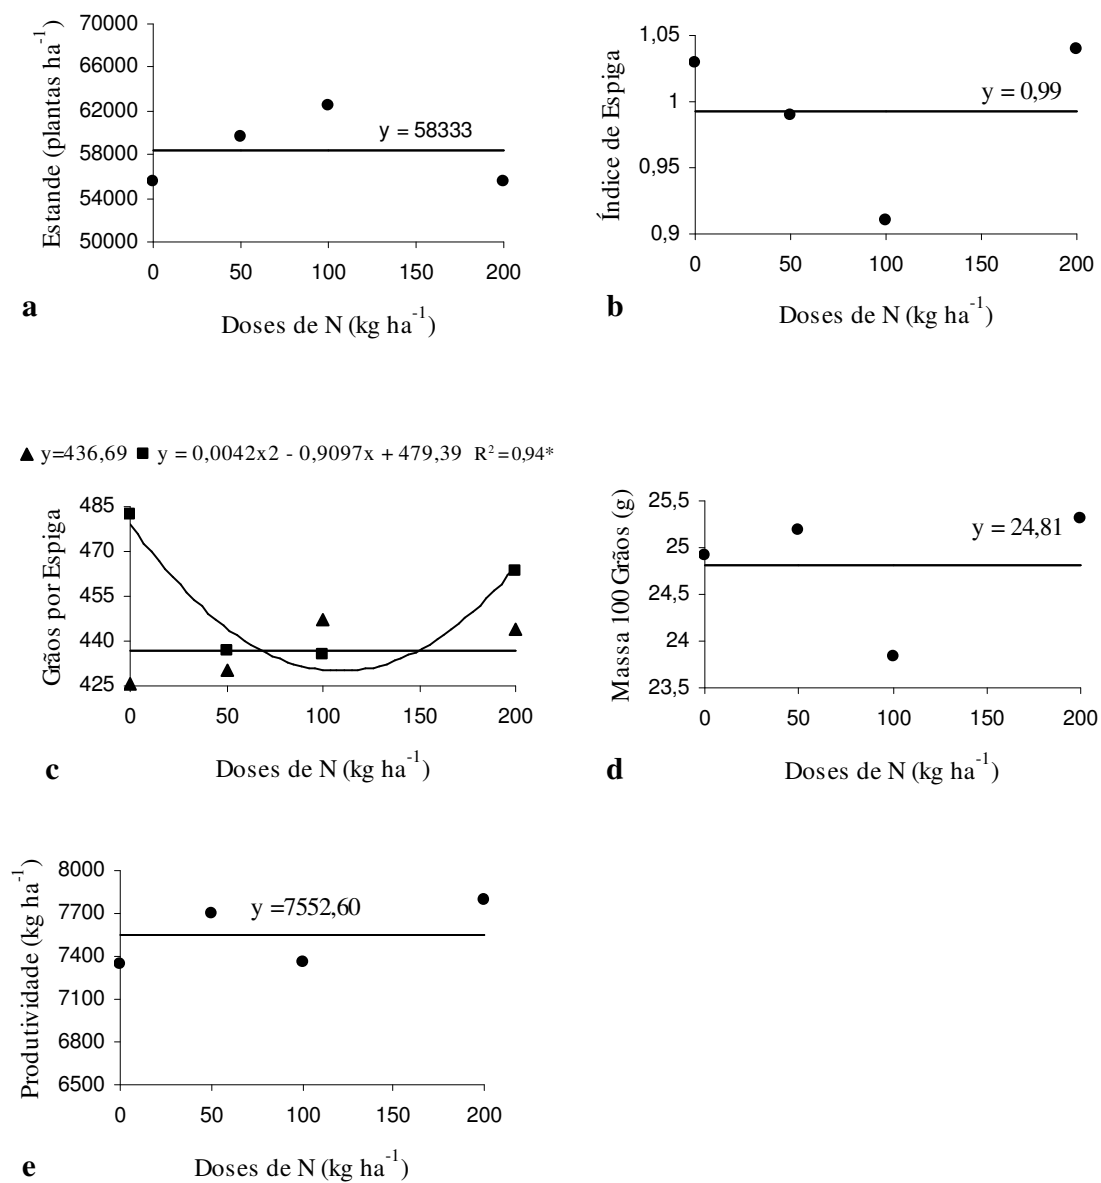 Estande (plantas ha-1)
70000
66000
62000
58000
54000
50000
y = 58333
0 50 100 150 200
Doses de N (kg ha-1)
a
Índice de Espiga
1,05
1
0,95
0,9
y = 0,99
0 50 100 150 200
Doses de N (kg ha-1)
b
▲ y=436,69 ■ y = 0,0042x2 - 0,9097x + 479,39 R2=0,94*
Grãos por Espiga
485
470
455
440
425
0 50 100 150 200
Doses de N (kg ha-1)
c
Massa 100 Grãos (g)
25,5
25
24,5
24
23,5
y = 24,81
0 50 100 150 200
Doses de N (kg ha-1)
d
Produtividade (kg ha-1)
8000
7700
7400
7100
6800
6500
y =7552,60
0 50 100 150 200
Doses de N (kg ha-1)
e